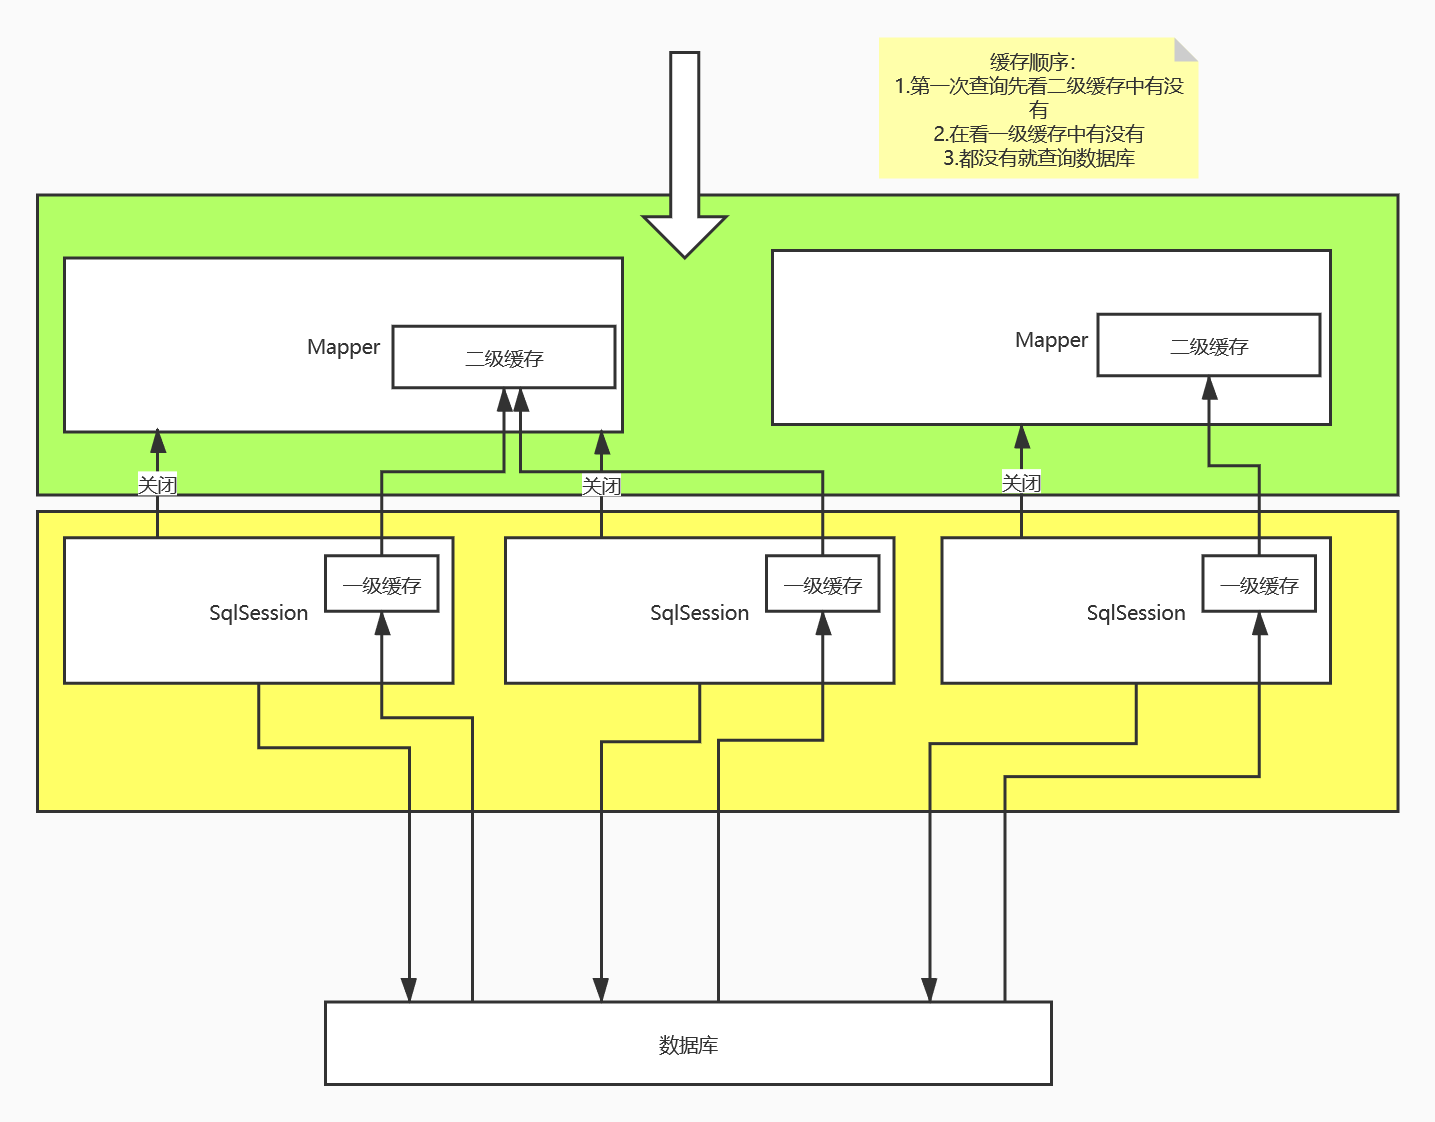 缓存顺序：
1.第一次查询先看二级缓存中有没
有
2.在看一级缓存中有没有
3.都没有就查询数据库
Mapper
二级缓存
Mapper
二级缓存
关闭
关闭
关闭
SqlSession
一级缓存
SqlSession
一级缓存
SqlSession
一级缓存
数据库